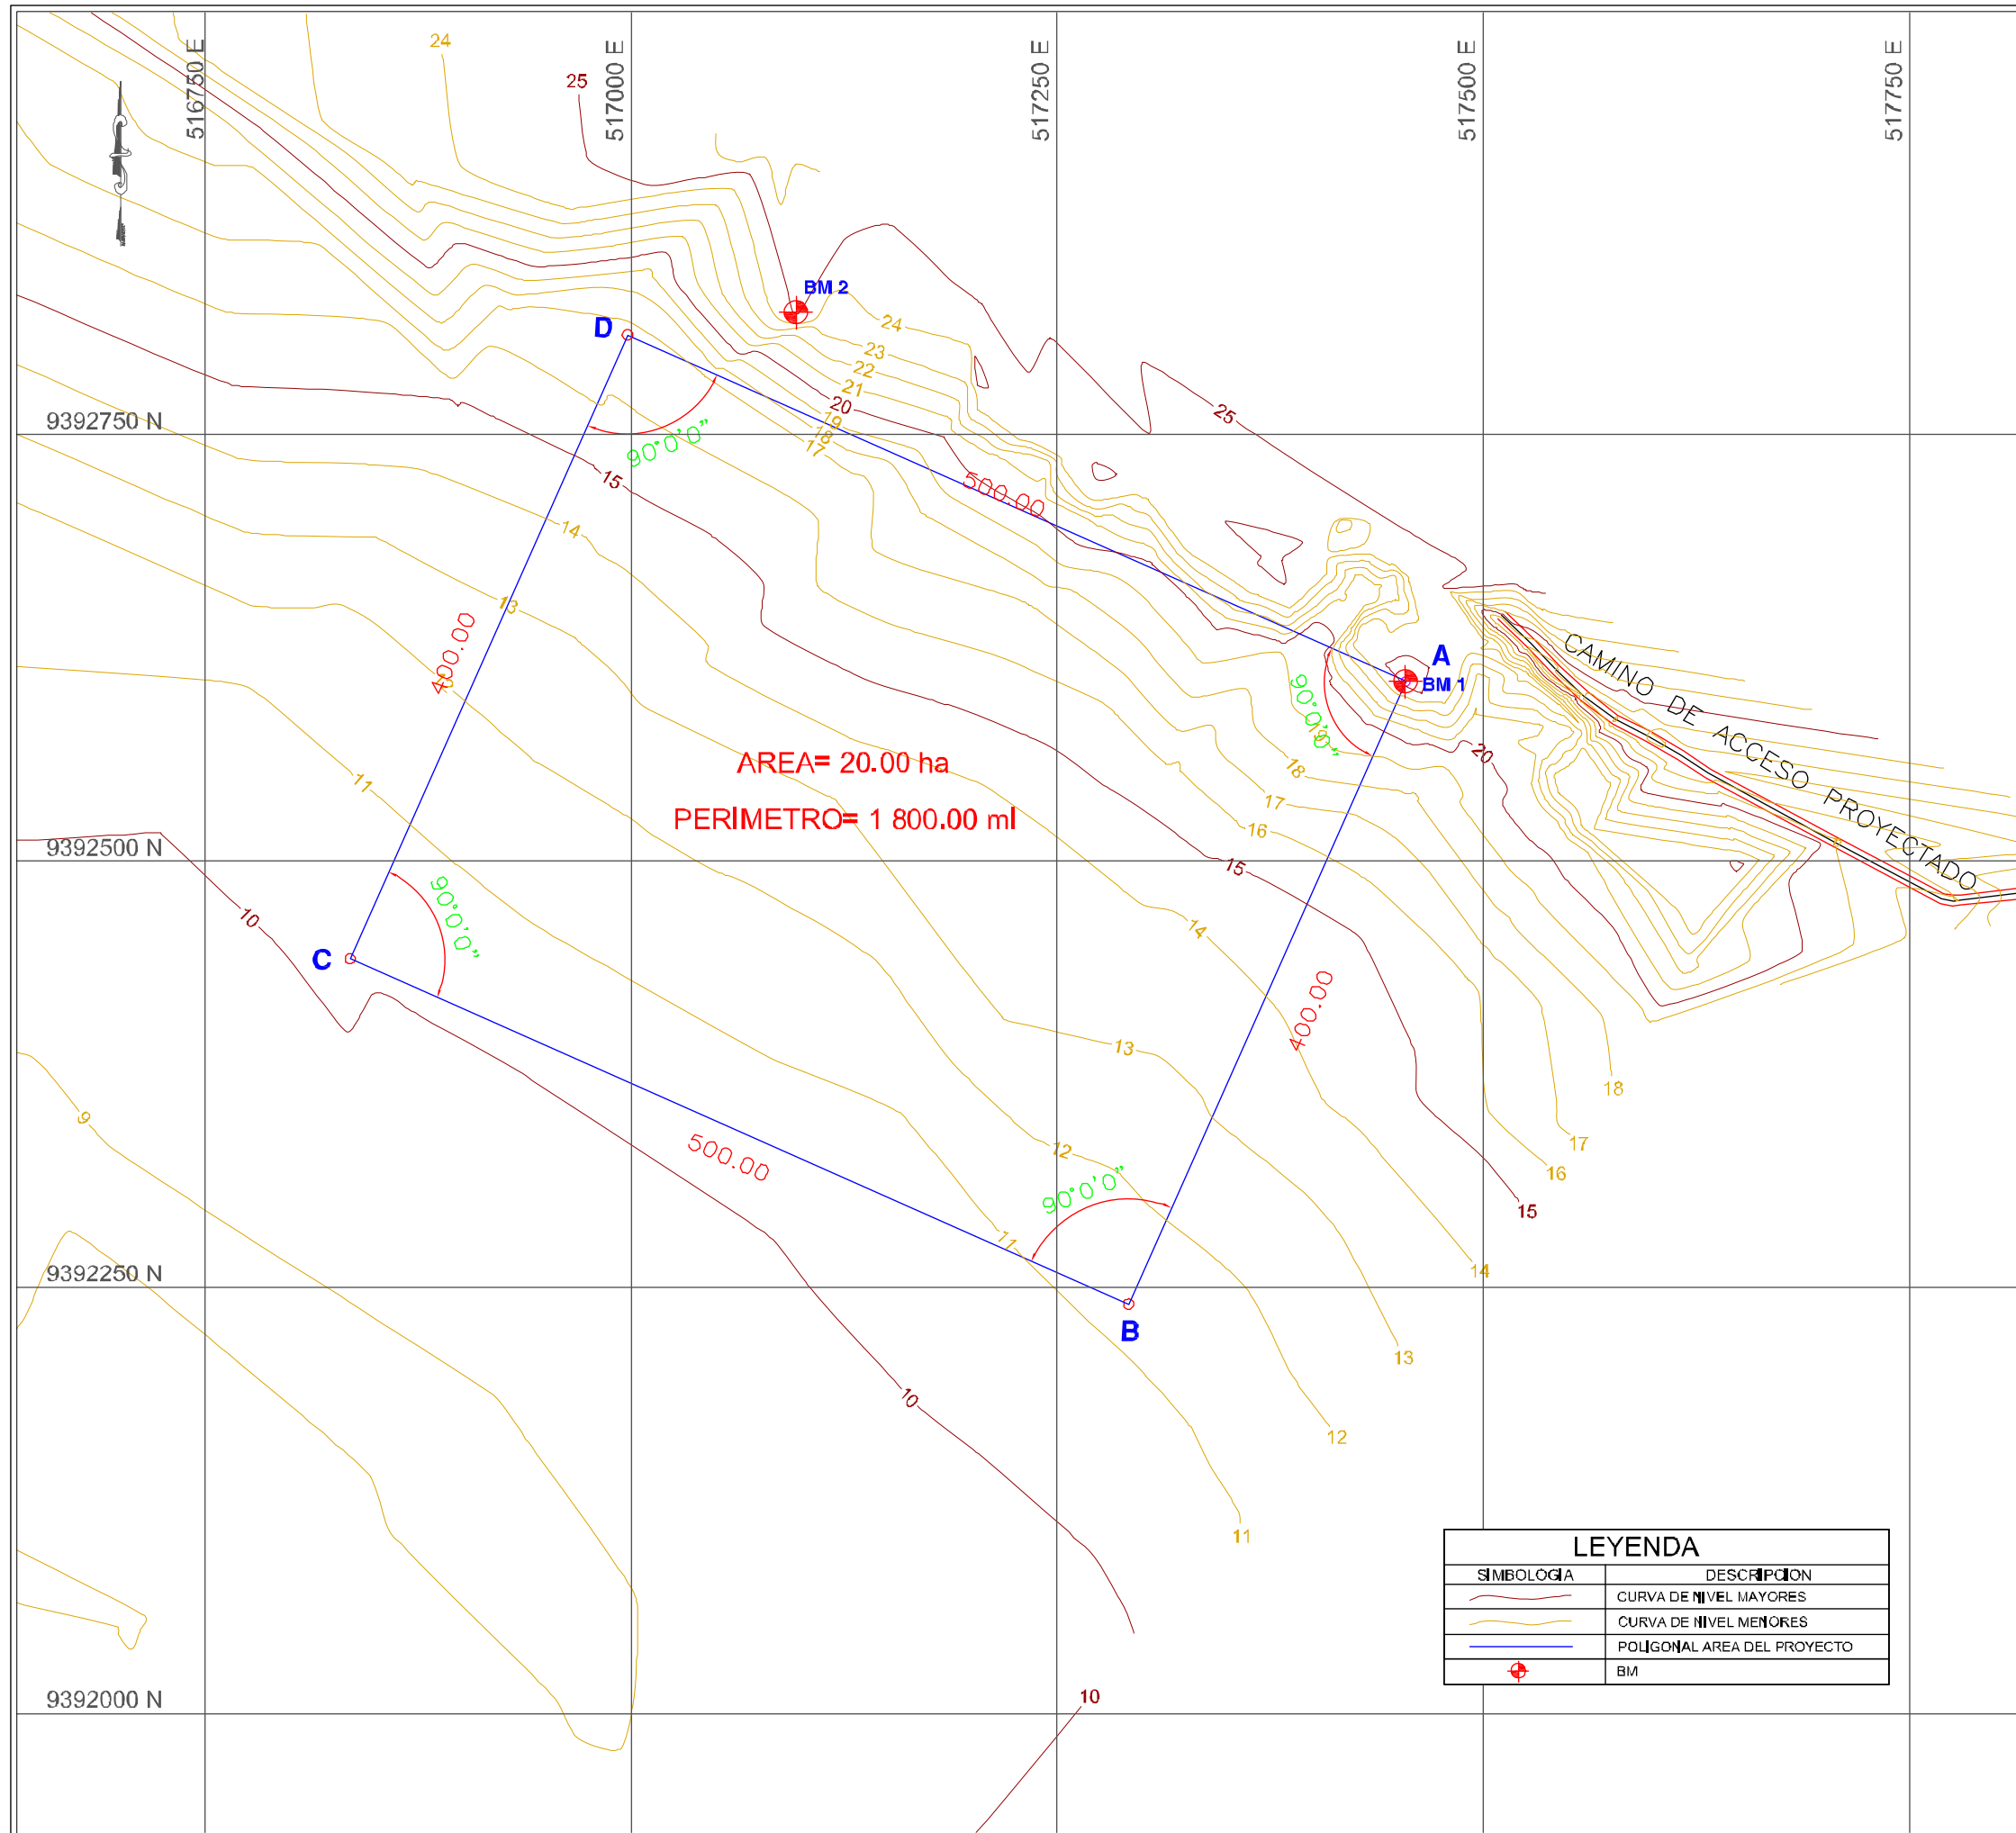 516750 E
517000 E
517250 E
517500 E
517750 E
24
25
BM 2
D
24
23
22
21
20
19
18
17
25
9392750 N
90°0'0"
15
500.00
14
13
400.00
A
BM 1
90°0'0"
19
CAMINO DE ACCESO PROYECTADO
20
AREA= 20.00 ha
18
11
17
PERIMETRO= 1 800.00 ml
16
9392500 N
15
90°0'0"
10
14
C
400.00
13
9
18
500.00
12
17
16
90°0'0"
15
11
14
9392250 N
B
13
10
12
11
LEYENDA
SIMBOLOGIA DESCRIPCION
CURVA DE NIVEL MAYORES
CURVA DE NIVEL MENORES
POLIGONAL AREA DEL PROYECTO
BM
9392000 N
10